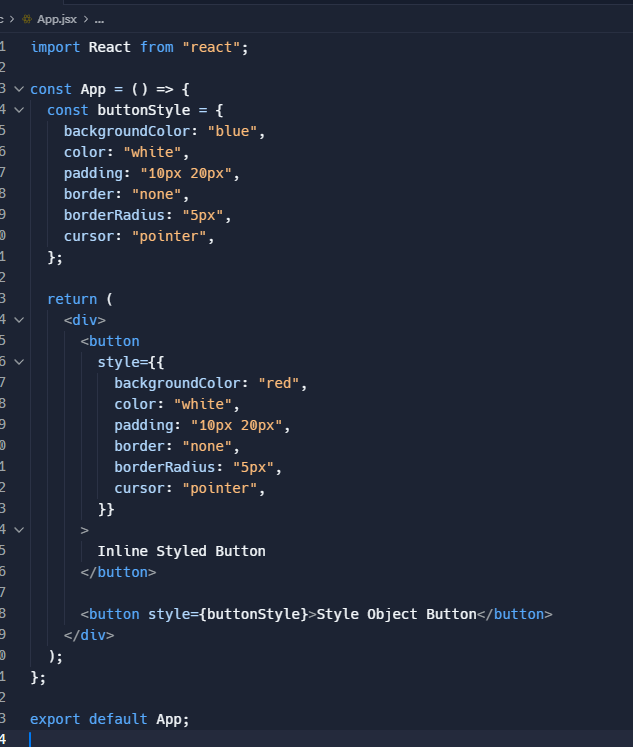 c > App.jsx > ...
1 import React from "react";
2
3 const App = () => {
4 const buttonStyle = {
5 backgroundColor: "blue",
6 color: "white",
7 padding: "10px 20px",
8 border: "none",
9 borderRadius: "5px",
0 cursor: "pointer",
1 };
2
3 return (
4 <div>
5 <button
6 style={{
7 backgroundColor: "red",
8 color: "white",
9 padding: "10px 20px",
0 border: "none",
1 borderRadius: "5px",
2 cursor: "pointer",
3 }}
4 >
5 Inline Styled Button
6 </button>
7
8 <button style={buttonStyle}>Style Object Button</button>
9 </div>
0 );
1 };
2
3 export default App;
4